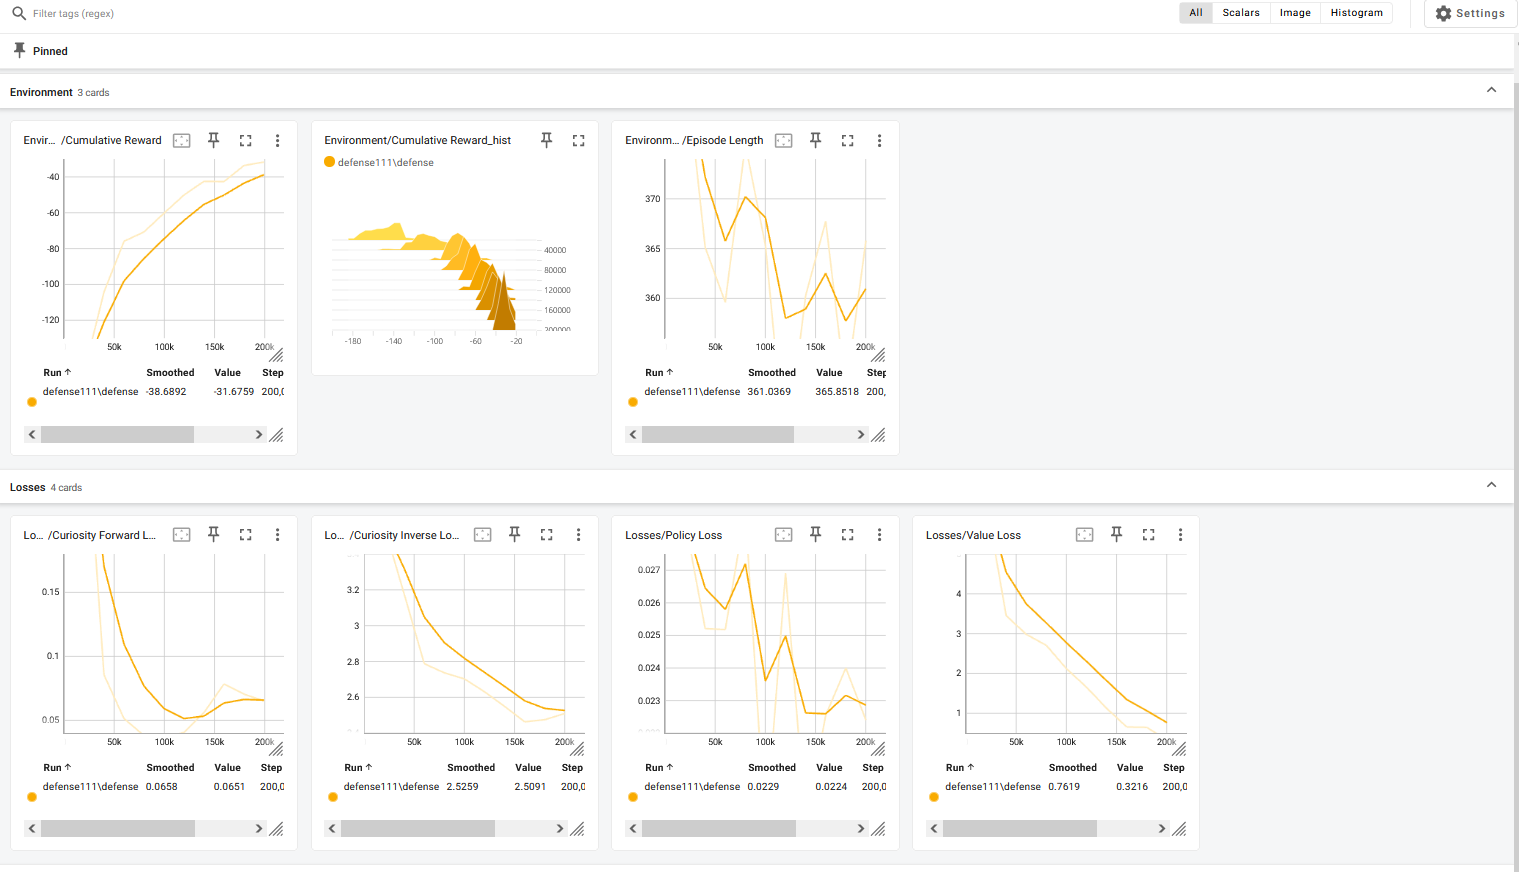 Filter tags (regex)
All Scalars Image Histogram Settings
Pinned
Environment 3 cards
Envir... /Cumulative Reward
-40
-60
-80
-100
-120
50k 100k 150k 200k
Run ↑ Smoothed Value Step
defense111\defense -38.6892 -31.6759 200,0
Environment/Cumulative Reward_hist
defense111\defense
40000
80000
120000
160000
200000
-180 -140 -100 -60 -20
Environm... /Episode Length
370
365
360
50k 100k 150k 200k
Run ↑ Smoothed Value Step
defense111\defense 361.0369 365.8518 200,
Losses 4 cards
Lo... /Curiosity Forward L...
0.15
0.1
0.05
50k 100k 150k 200k
Run ↑ Smoothed Value Step
defense111\defense 0.0658 0.0651 200,0
Lo... /Curiosity Inverse Lo...
3.2
3
2.8
2.6
50k 100k 150k 200k
Run ↑ Smoothed Value Step
defense111\defense 2.5259 2.5091 200,0
Losses/Policy Loss
0.027
0.026
0.025
0.024
0.023
50k 100k 150k 200k
Run ↑ Smoothed Value Step
defense111\defense 0.0229 0.0224 200,0
Losses/Value Loss
4
3
2
1
50k 100k 150k 200k
Run ↑ Smoothed Value Step
defense111\defense 0.7619 0.3216 200,0